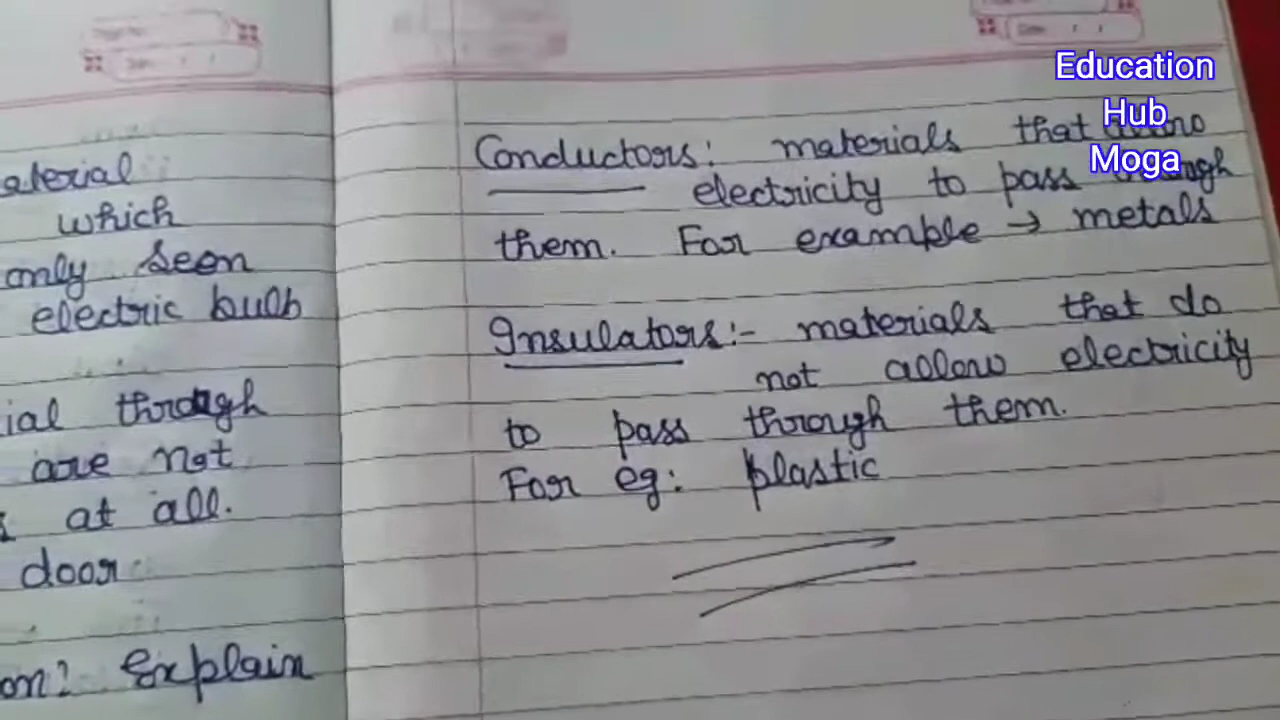 aterial
which
only seen
electric bulb
ial through
are not
at all.
door
on? Explain
Conductors: materials that
electricity to pass
them. For example → metals
Insulators:- materials that do
not allow electricity
to pass through them.
For eg: plastic
Education
Hub
Moga